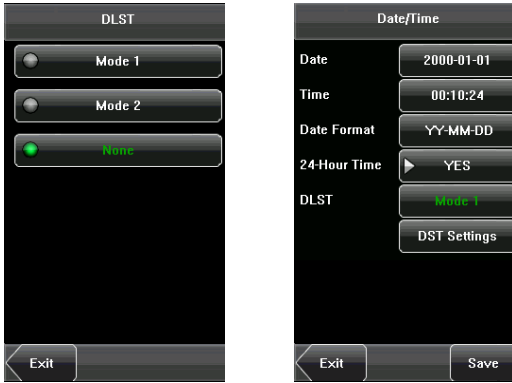 DLST
Mode 1
Mode 2
None
Exit
Date/Time
Date 2000-01-01
Time 00:10:24
Date Format YY-MM-DD
24-Hour Time YES
DLST Mode 1
DST Settings
Exit Save